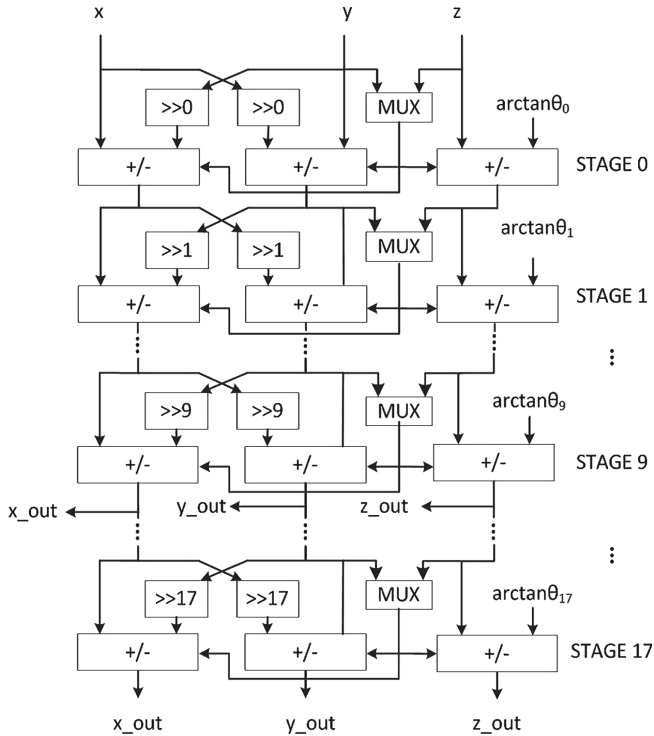 x y z
>>0 >>0 MUX arctanθ0
+/- +/- +/- STAGE 0
>>1 >>1 MUX arctanθ1
+/- +/- +/- STAGE 1
>>9 >>9 MUX arctanθ9
+/- +/- +/- STAGE 9
x_out y_out z_out
>>17 >>17 MUX arctanθ17
+/- +/- +/- STAGE 17
x_out y_out z_out